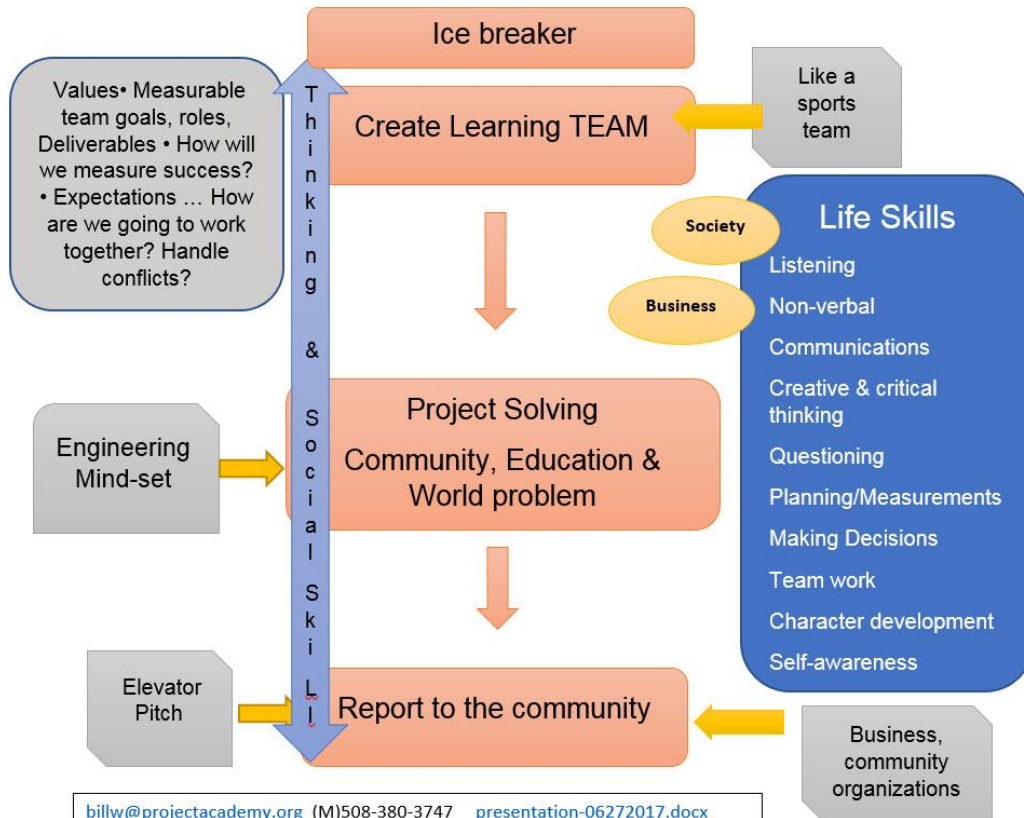 Ice breaker
Values• Measurable
team goals, roles,
Deliverables • How will
we measure success?
• Expectations … How
are we going to work
together? Handle
conflicts?
Thinking & Social SkiLl
Create Learning TEAM
Like a
sports
team
Society
Business
Life Skills
Listening
Non-verbal
Communications
Creative & critical
thinking
Questioning
Planning/Measurements
Making Decisions
Team work
Character development
Self-awareness
Engineering
Mind-set
Project Solving
Community, Education &
World problem
Elevator
Pitch
Report to the community
Business,
community
organizations
billw@projectacademy.org (M)508-380-3747 presentation-06272017.docx